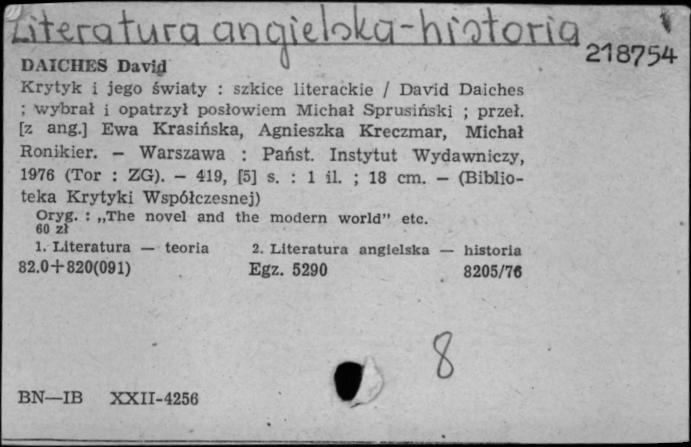 Literatura angielska-historia
218754
DAICHES David
Krytyk i jego światy : szkice literackie / David Daiches
; wybrał i opatrzył posłowiem Michał Sprusiński ; przeł.
[z ang.] Ewa Krasińska, Agnieszka Kreczmar, Michał
Ronikier. — Warszawa : Państ. Instytut Wydawniczy,
1976 (Tor : ZG). — 419, [5] s. : 1 il. ; 18 cm. — (Biblio-
teka Krytyki Współczesnej)
Oryg. : „The novel and the modern world” etc.
60 zł
1. Literatura — teoria 2. Literatura angielska — historia
82.0+820(091) Egz. 5290 8205/76
8
BN—IB XXII-4256